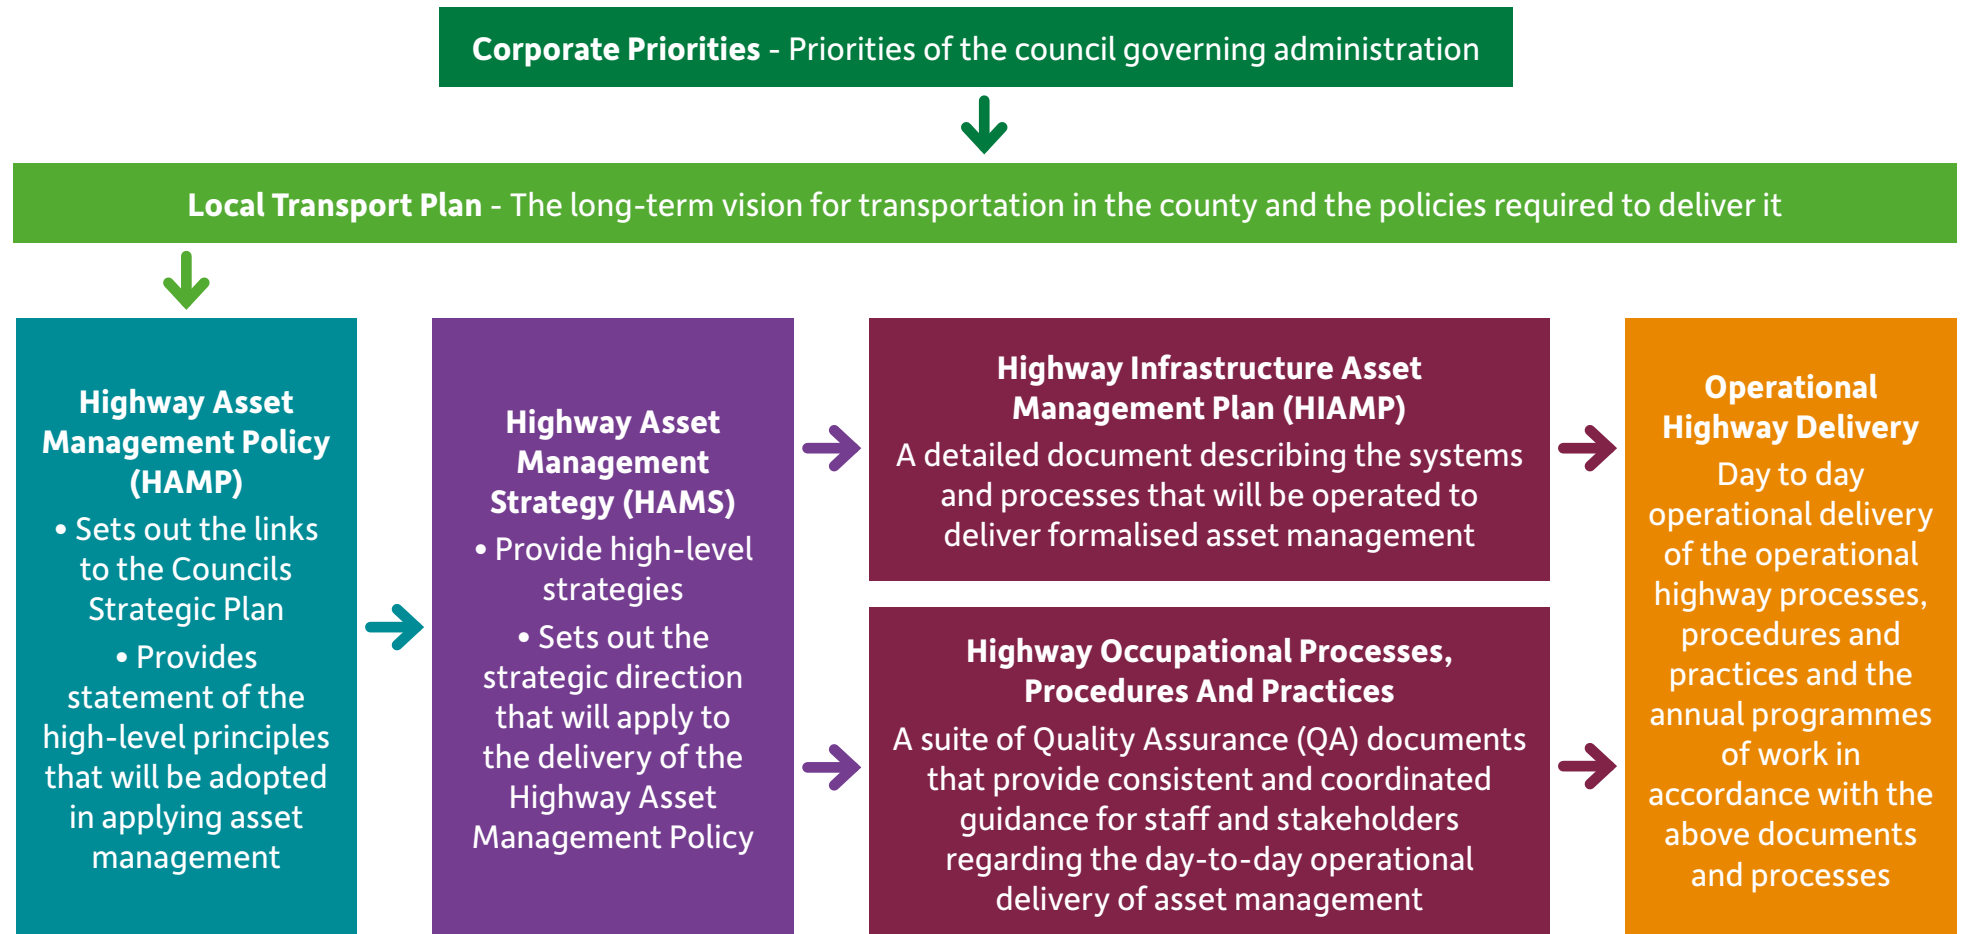 Corporate Priorities - Priorities of the council governing administration
Local Transport Plan - The long-term vision for transportation in the county and the policies required to deliver it
Highway Asset
Management Policy
(HAMP)
• Sets out the links
to the Councils
Strategic Plan
• Provides
statement of the
high-level principles
that will be adopted
in applying asset
management
Highway Asset
Management
Strategy (HAMS)
• Provide high-level
strategies
• Sets out the
strategic direction
that will apply to
the delivery of the
Highway Asset
Management Policy
Highway Infrastructure Asset
Management Plan (HIAMP)
A detailed document describing the systems
and processes that will be operated to
deliver formalised asset management
Highway Occupational Processes,
Procedures And Practices
A suite of Quality Assurance (QA) documents
that provide consistent and coordinated
guidance for staff and stakeholders
regarding the day-to-day operational
delivery of asset management
Operational
Highway Delivery
Day to day
operational delivery
of the operational
highway processes,
procedures and
practices and the
annual programmes
of work in
accordance with the
above documents
and processes